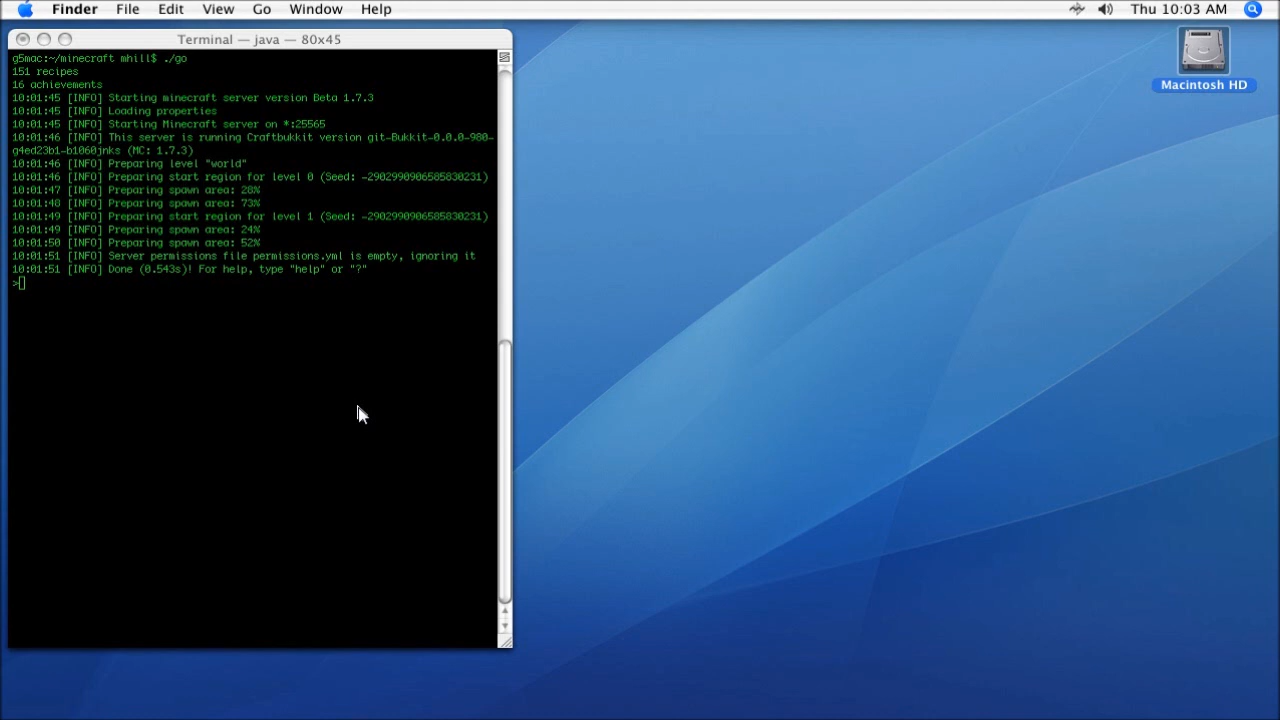 Finder File Edit View Go Window Help Thu 10:03 AM
Terminal — java — 80x45
g5mac:~/minecraft mhill$ ./go
151 recipes
16 achievements
10:01:45 [INFO] Starting minecraft server version Beta 1.7.3
10:01:45 [INFO] Loading properties
10:01:45 [INFO] Starting Minecraft server on *:25565
10:01:46 [INFO] This server is running Craftbukkit version git-Bukkit-0.0.0-980-
g4ed23b1-b1060jnks (MC: 1.7.3)
10:01:46 [INFO] Preparing level "world"
10:01:46 [INFO] Preparing start region for level 0 (Seed: -2902990906585830231)
10:01:47 [INFO] Preparing spawn area: 28%
10:01:48 [INFO] Preparing spawn area: 73%
10:01:49 [INFO] Preparing start region for level 1 (Seed: -2902990906585830231)
10:01:49 [INFO] Preparing spawn area: 24%
10:01:50 [INFO] Preparing spawn area: 52%
10:01:51 [INFO] Server permissions file permissions.yml is empty, ignoring it
10:01:51 [INFO] Done (0.543s)! For help, type "help" or "?"
>
Macintosh HD